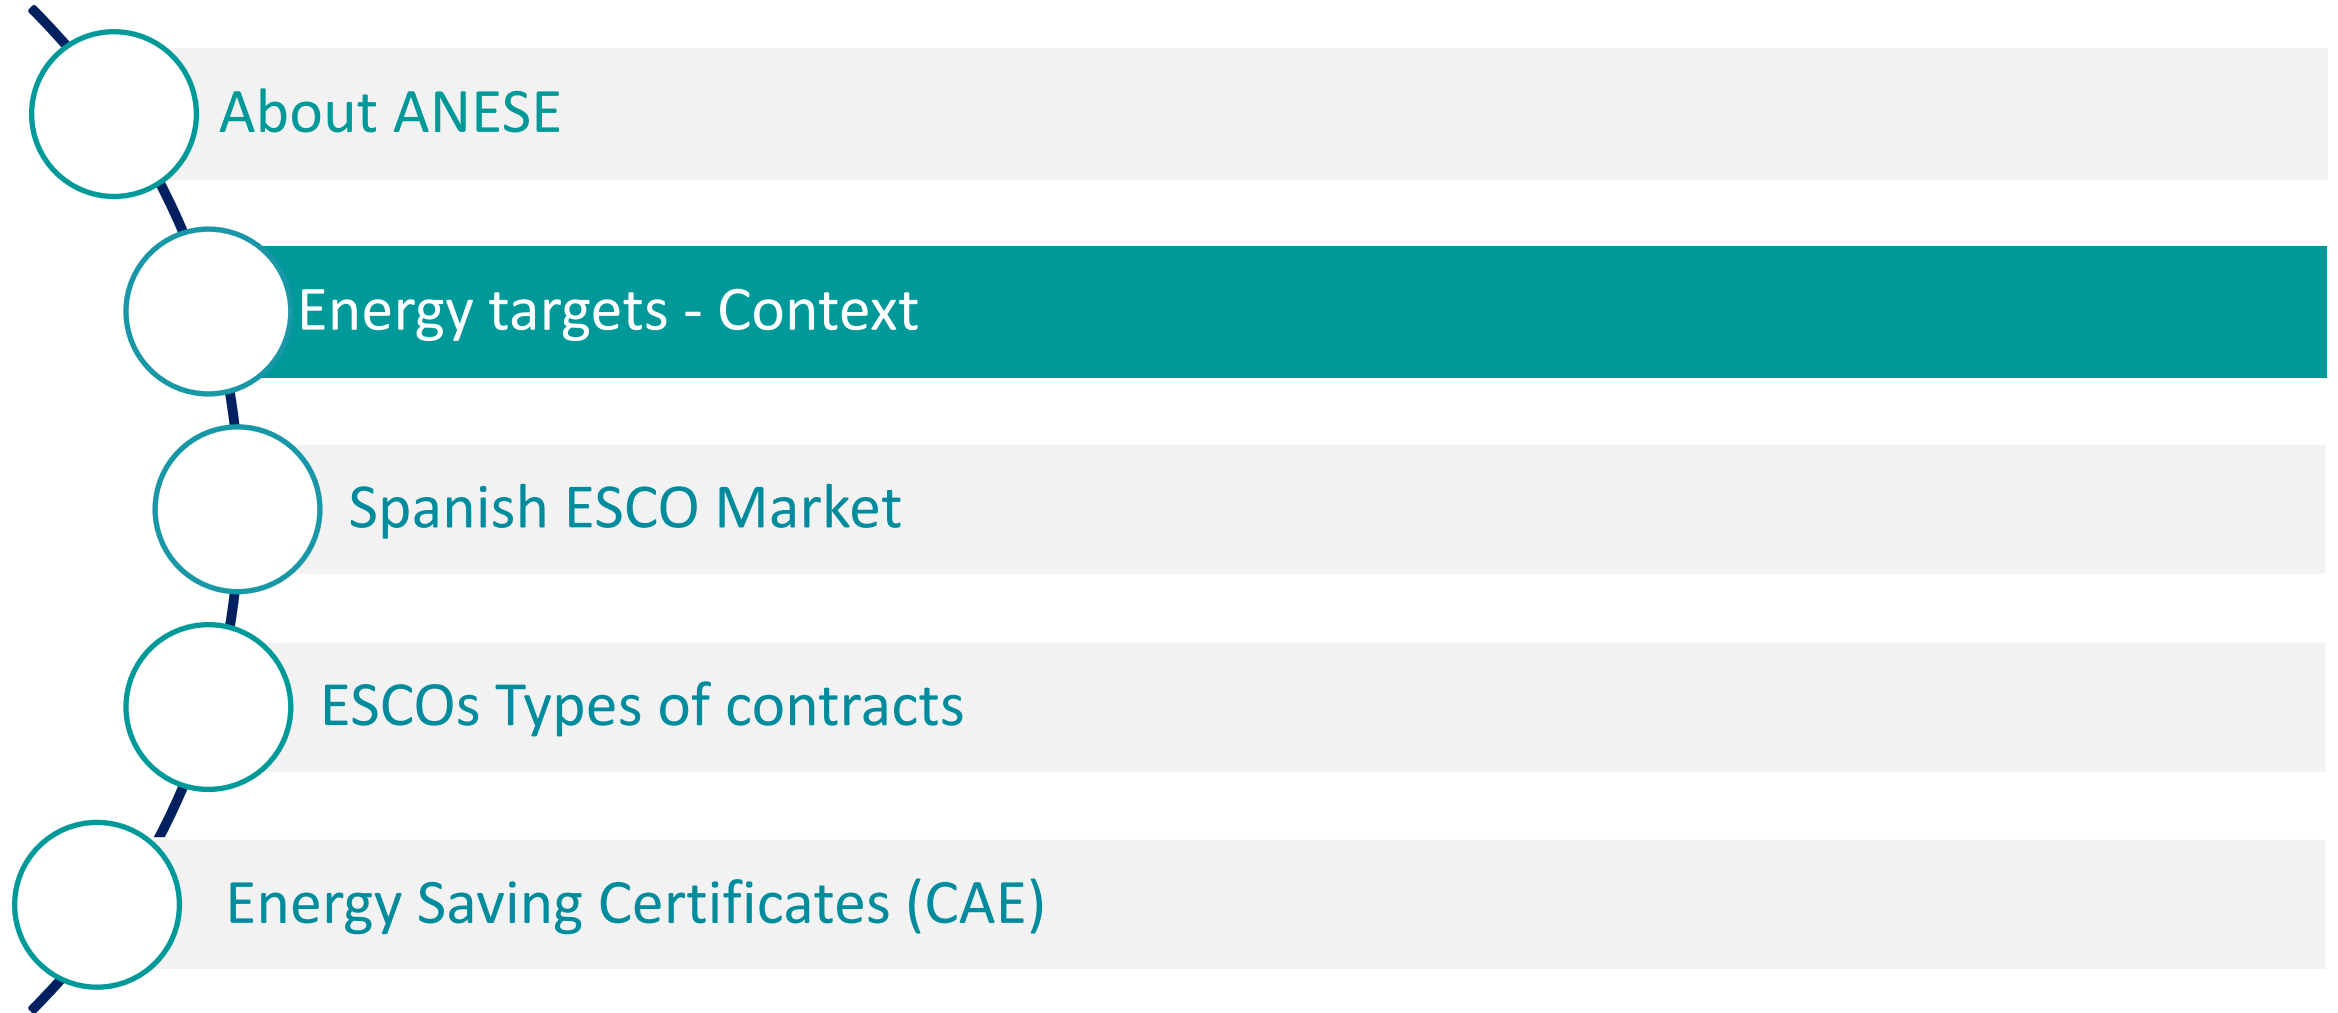 About ANESE
Energy targets - Context
Spanish ESCO Market
ESCOs Types of contracts
Energy Saving Certificates (CAE)